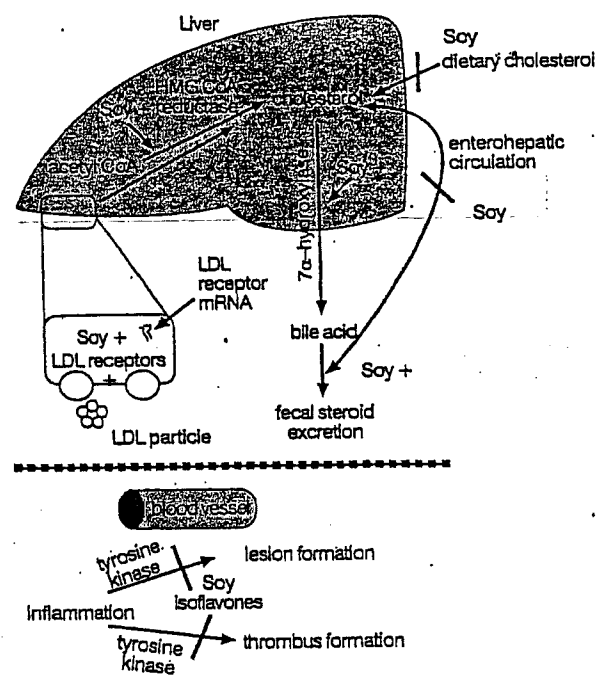 Liver
Soy
dietary cholesterol
HMG CoA
Soy
reductase
cholesterol
acetyl CoA
enterohepatic
circulation
Soy
Soy
7α-hydroxylase
LDL
receptor
mRNA
Soy +
LDL receptors
+
bile acid
Soy +
fecal steroid
excretion
LDL particle
blood vessel
tyrosine
kinase
lesion formation
Soy
isoflavones
inflammation
tyrosine
kinase
thrombus formation